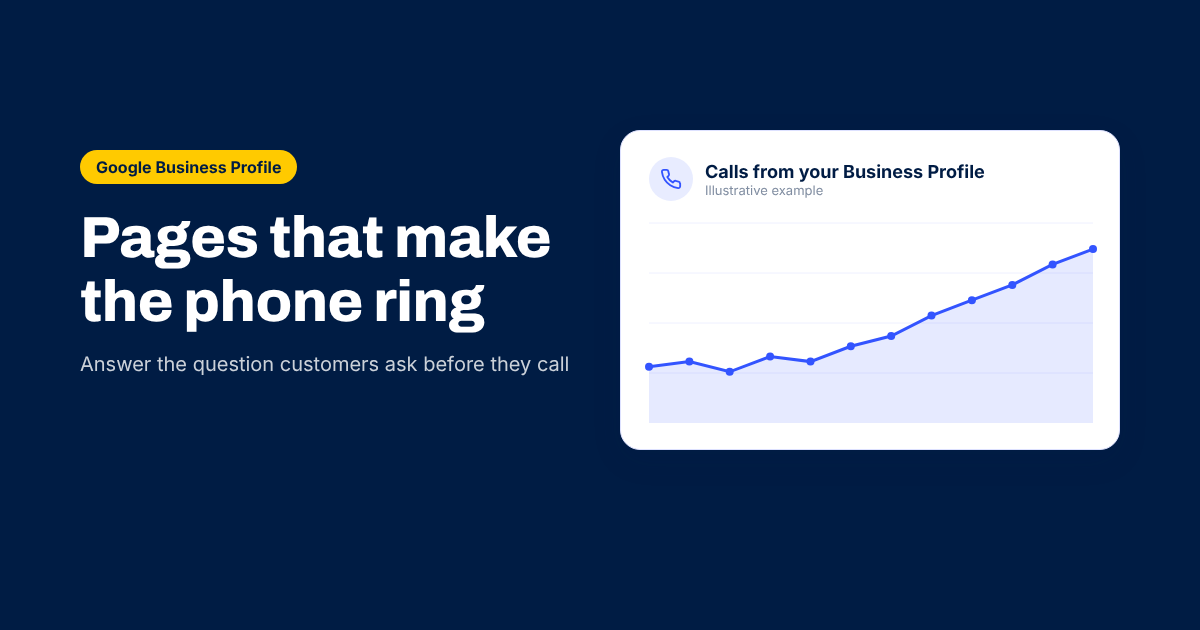 Google Business Profile
Pages that make
the phone ring
Answer the question customers ask before they call
Calls from your Business Profile
Illustrative example